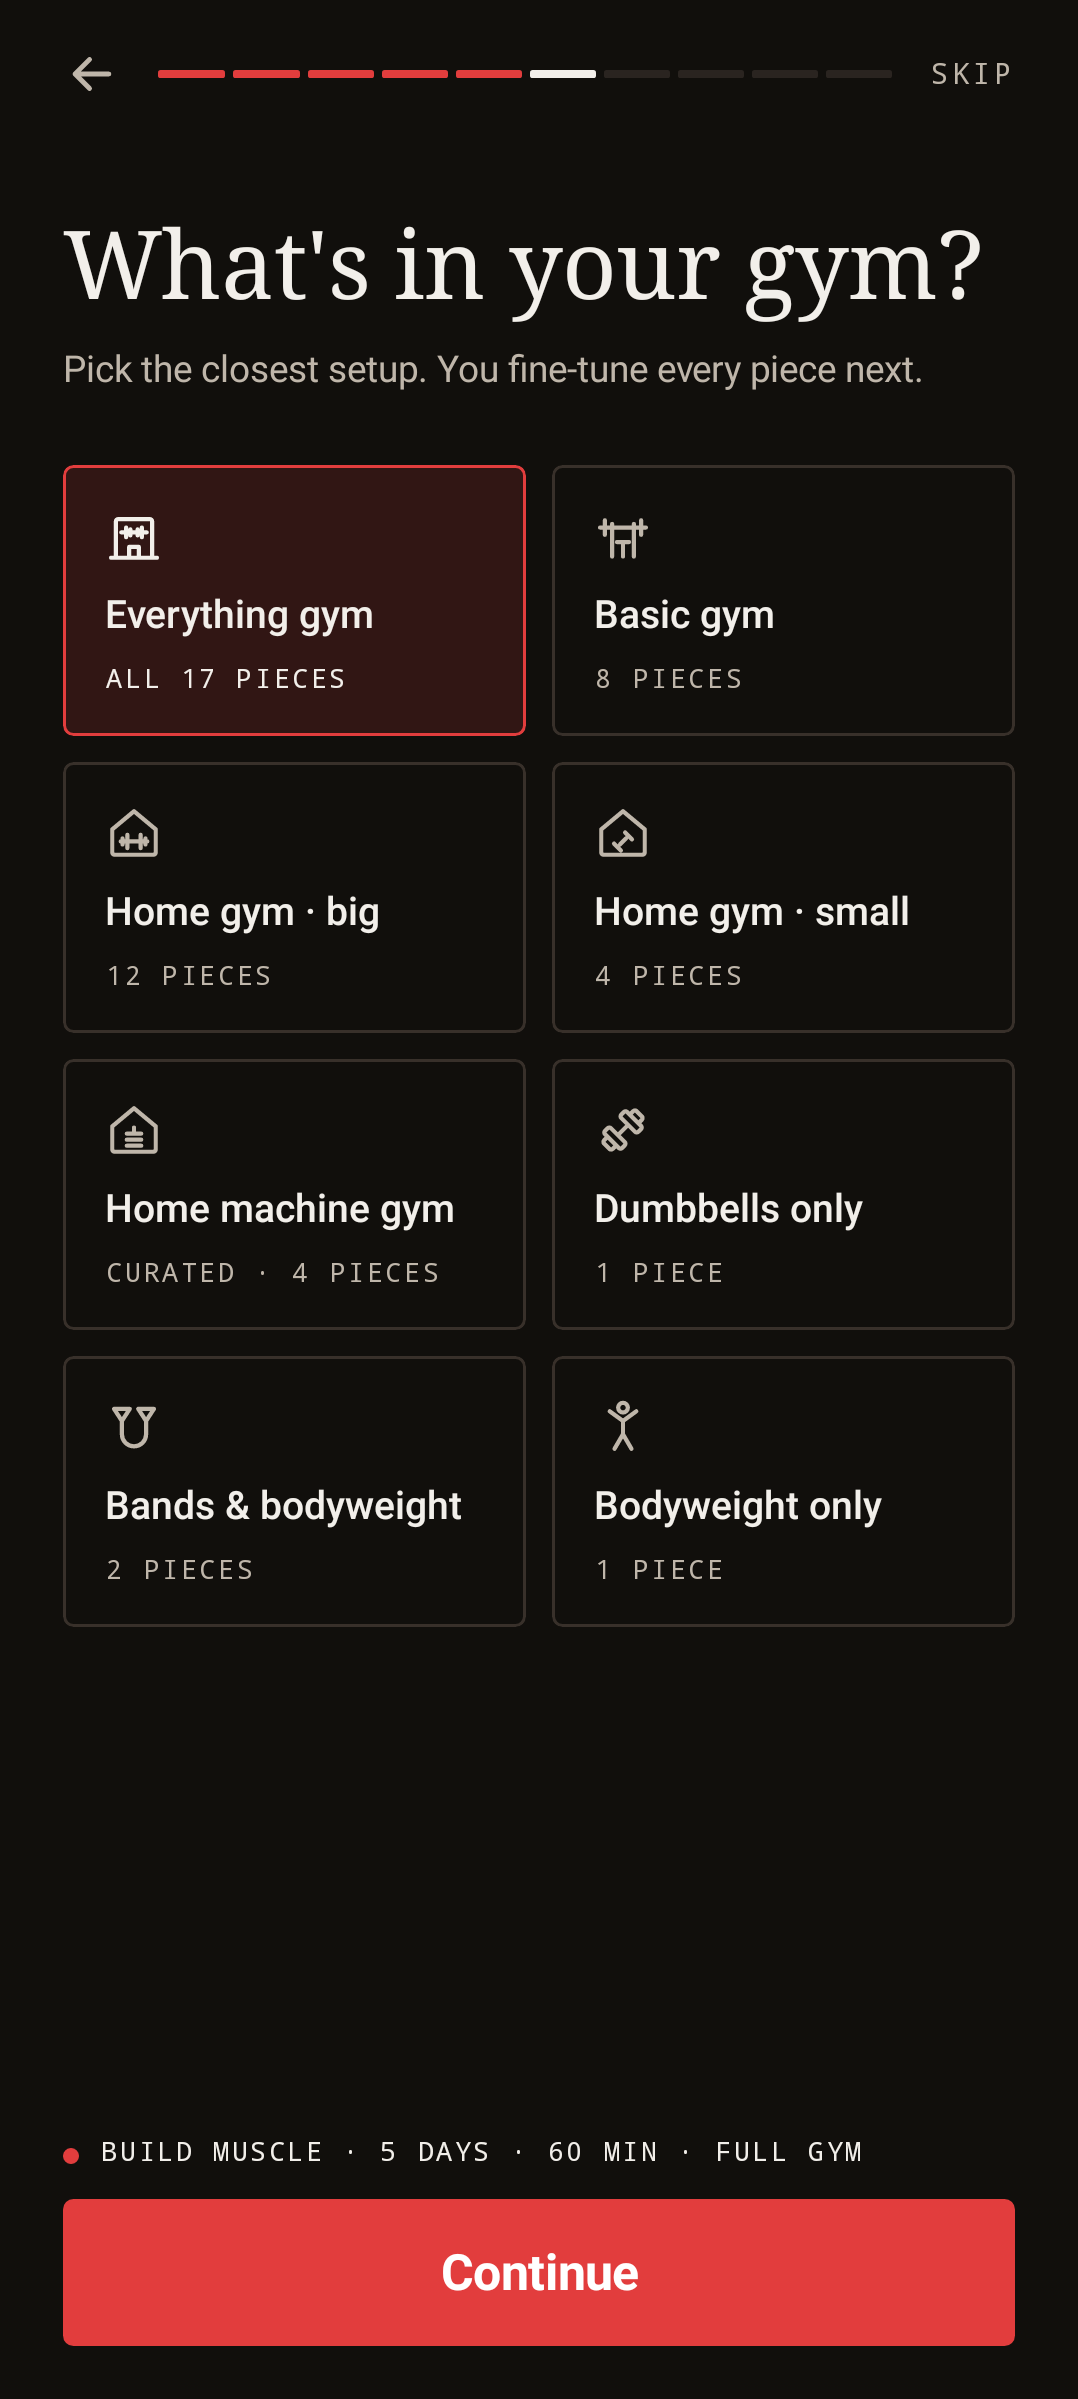 SKIP
What's in your gym?
Pick the closest setup. You fine-tune every piece next.
Everything gym
ALL 17 PIECES
Basic gym
8 PIECES
Home gym · big
12 PIECES
Home gym · small
4 PIECES
Home machine gym
CURATED · 4 PIECES
Dumbbells only
1 PIECE
Bands & bodyweight
2 PIECES
Bodyweight only
1 PIECE
BUILD MUSCLE · 5 DAYS · 60 MIN · FULL GYM
Continue